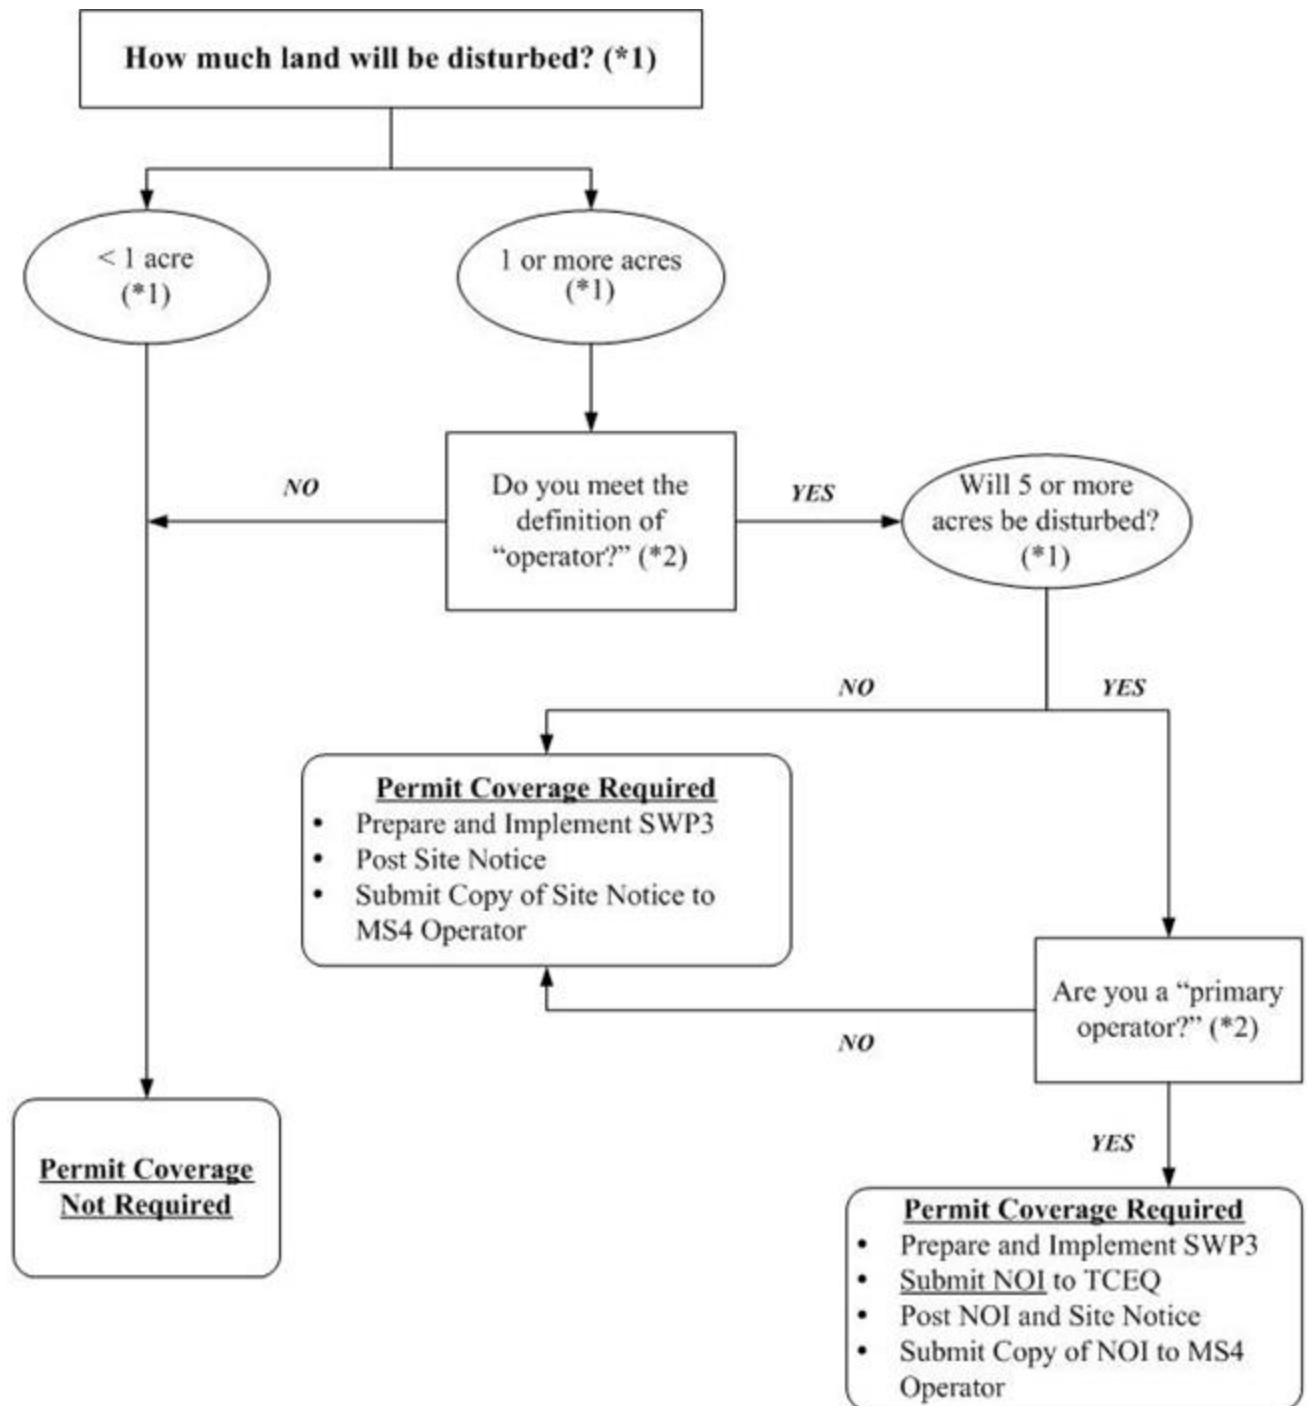 How much land will be disturbed? (*1)
< 1 acre
(*1)
1 or more acres
(*1)
NO
Do you meet the
definition of
“operator?” (*2)
YES
Will 5 or more
acres be disturbed?
(*1)
NO
YES
Permit Coverage Required
• Prepare and Implement SWP3
• Post Site Notice
• Submit Copy of Site Notice to
MS4 Operator
Are you a “primary
operator?” (*2)
NO
YES
Permit Coverage
Not Required
Permit Coverage Required
• Prepare and Implement SWP3
• Submit NOI to TCEQ
• Post NOI and Site Notice
• Submit Copy of NOI to MS4
Operator